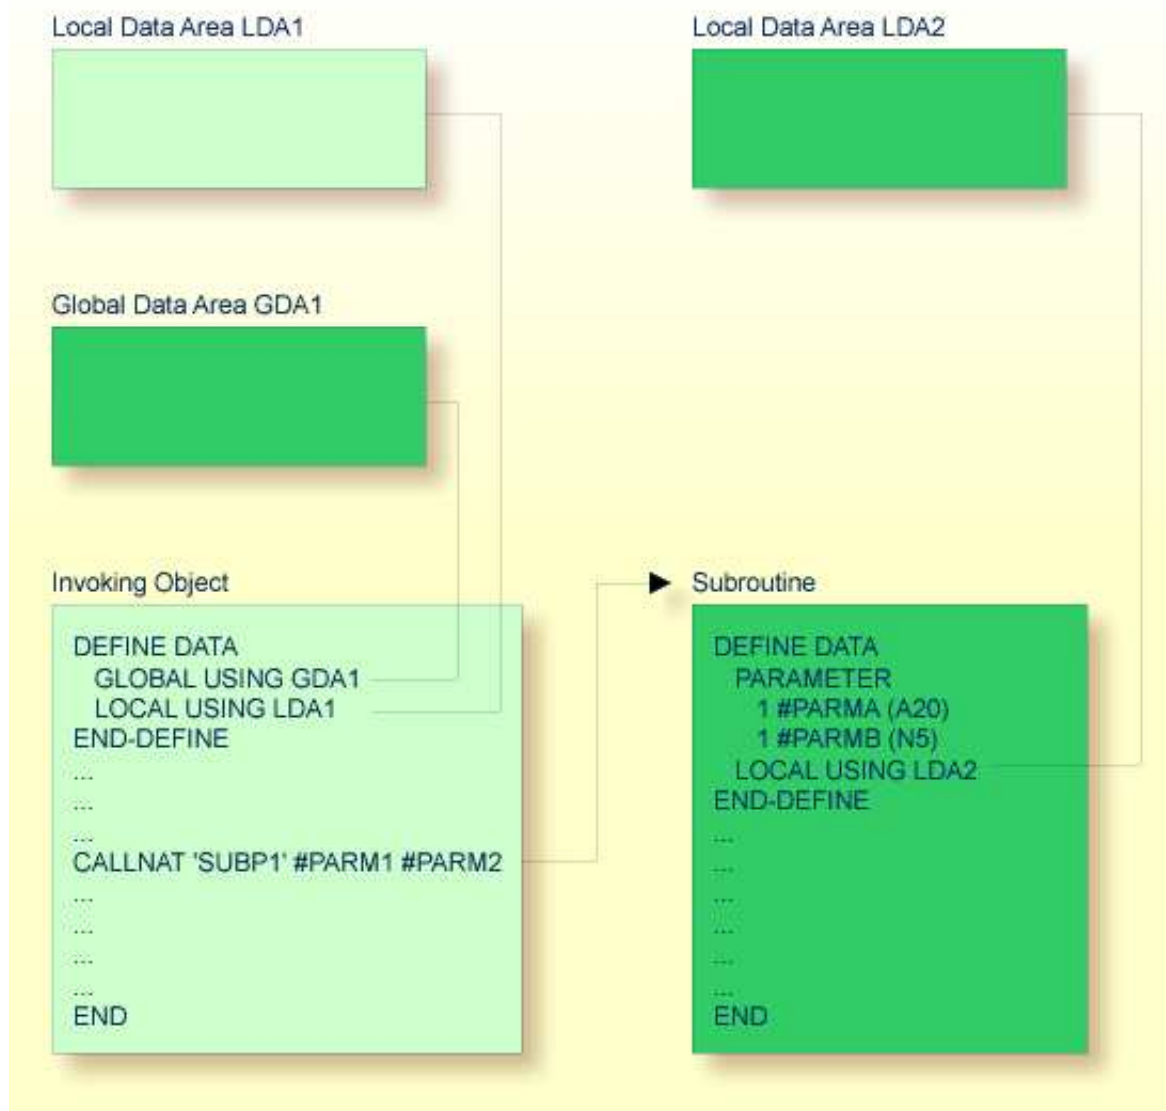 Local Data Area LDA1
Local Data Area LDA2
Global Data Area GDA1
Invoking Object
DEFINE DATA
GLOBAL USING GDA1
LOCAL USING LDA1
END-DEFINE
...
...
...
CALLNAT 'SUBP1' #PARM1 #PARM2
...
...
...
...
END
Subroutine
DEFINE DATA
PARAMETER
1 #PARMA (A20)
1 #PARMB (N5)
LOCAL USING LDA2
END-DEFINE
...
...
...
...
...
...
END